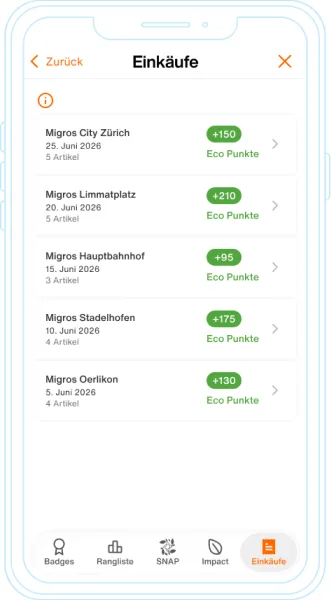 Zurück
Einkäufe
Migros City Zürich
25. Juni 2026
5 Artikel
+150
Eco Punkte
Migros Limmatplatz
20. Juni 2026
5 Artikel
+210
Eco Punkte
Migros Hauptbahnhof
15. Juni 2026
3 Artikel
+95
Eco Punkte
Migros Stadelhofen
10. Juni 2026
4 Artikel
+175
Eco Punkte
Migros Oerlikon
5. Juni 2026
4 Artikel
+130
Eco Punkte
Badges
Rangliste
SNAP
Impact
Einkäufe